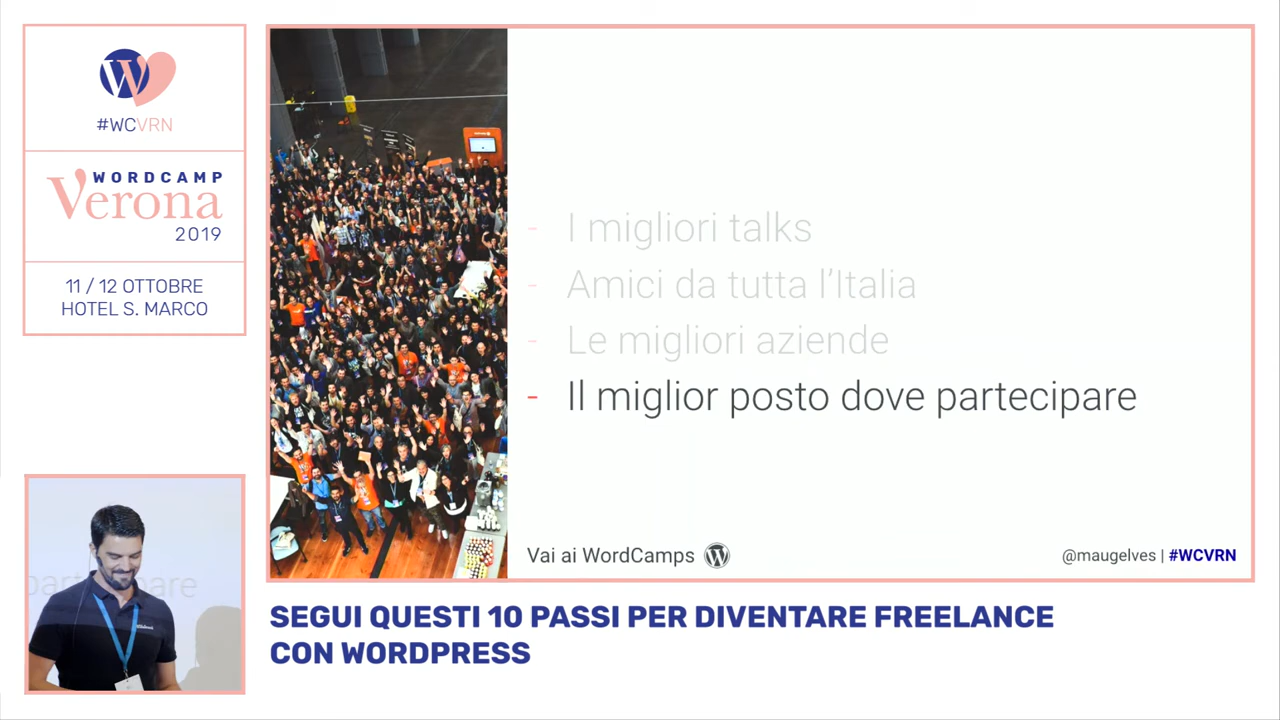 #WCVRN
WORDCAMP
Verona
2019
11 / 12 OTTOBRE
HOTEL S. MARCO
- I migliori talks
- Amici da tutta l'Italia
- Le migliori aziende
- Il miglior posto dove partecipare
Vai ai WordCamps
@maugelves | #WCVRN
SEGUI QUESTI 10 PASSI PER DIVENTARE FREELANCE
CON WORDPRESS